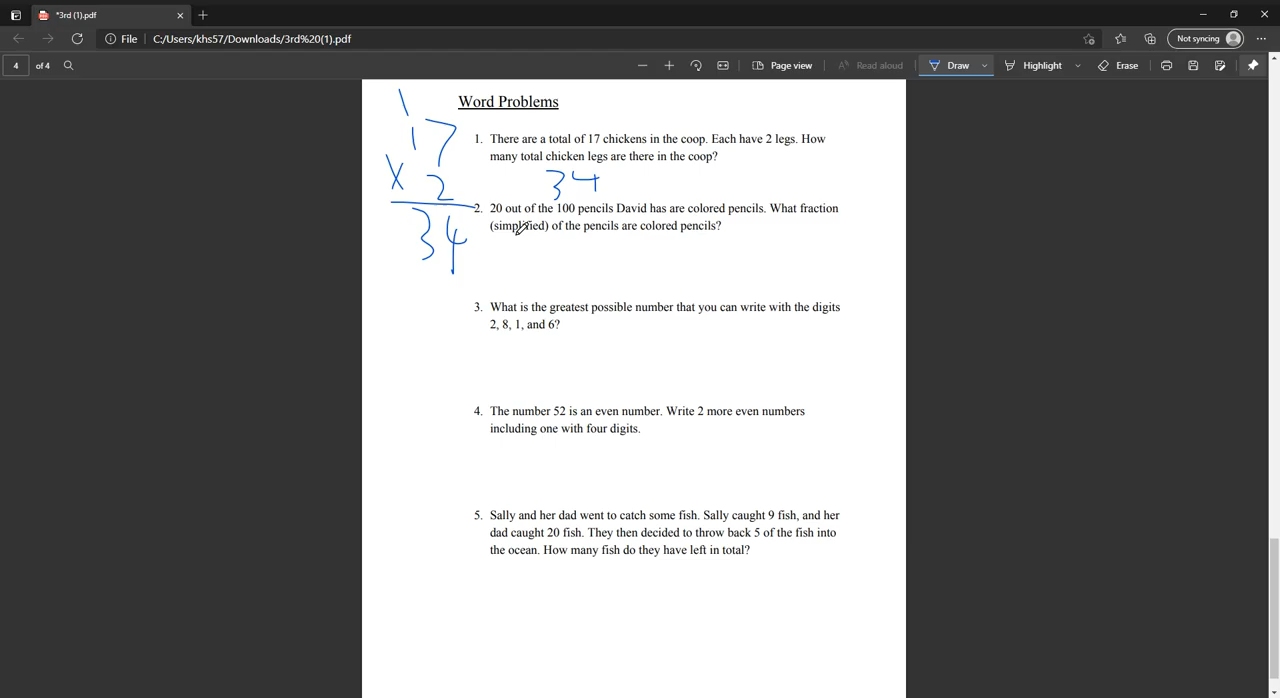 *3rd (1).pdf
File C:/Users/khs57/Downloads/3rd%20(1).pdf
Not syncing
4 of 4
Page view
Read aloud
Draw
Highlight
Erase
Word Problems
1
17
X 2
34
1. There are a total of 17 chickens in the coop. Each have 2 legs. How
many total chicken legs are there in the coop?
34
2. 20 out of the 100 pencils David has are colored pencils. What fraction
(simplified) of the pencils are colored pencils?
3. What is the greatest possible number that you can write with the digits
2, 8, 1, and 6?
4. The number 52 is an even number. Write 2 more even numbers
including one with four digits.
5. Sally and her dad went to catch some fish. Sally caught 9 fish, and her
dad caught 20 fish. They then decided to throw back 5 of the fish into
the ocean. How many fish do they have left in total?